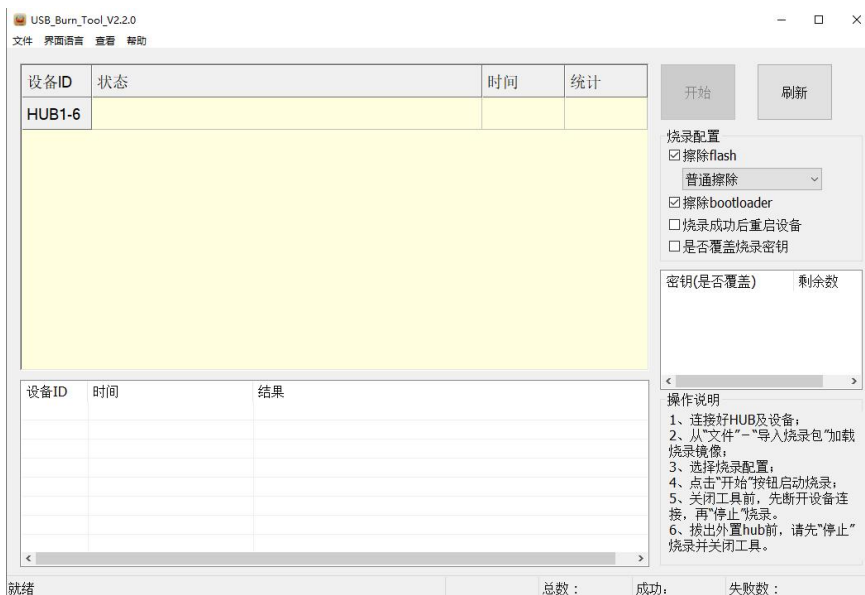 USB_Burn_Tool_V2.2.0
文件 界面语言 查看 帮助
设备ID 状态 时间 统计
HUB1-6
开始 刷新
烧录配置
擦除flash
普通擦除
擦除bootloader
烧录成功后重启设备
是否覆盖烧录密钥
密钥(是否覆盖) 剩余数
设备ID 时间 结果
操作说明
1、连接好HUB及设备;
2、从"文件"-"导入烧录包"加载
烧录镜像;
3、选择烧录配置;
4、点击"开始"按钮启动烧录;
5、关闭工具前，先断开设备连
接，再"停止"烧录。
6、拔出外置hub前，请先"停止"
烧录并关闭工具。
就绪 总数： 成功： 失败数：